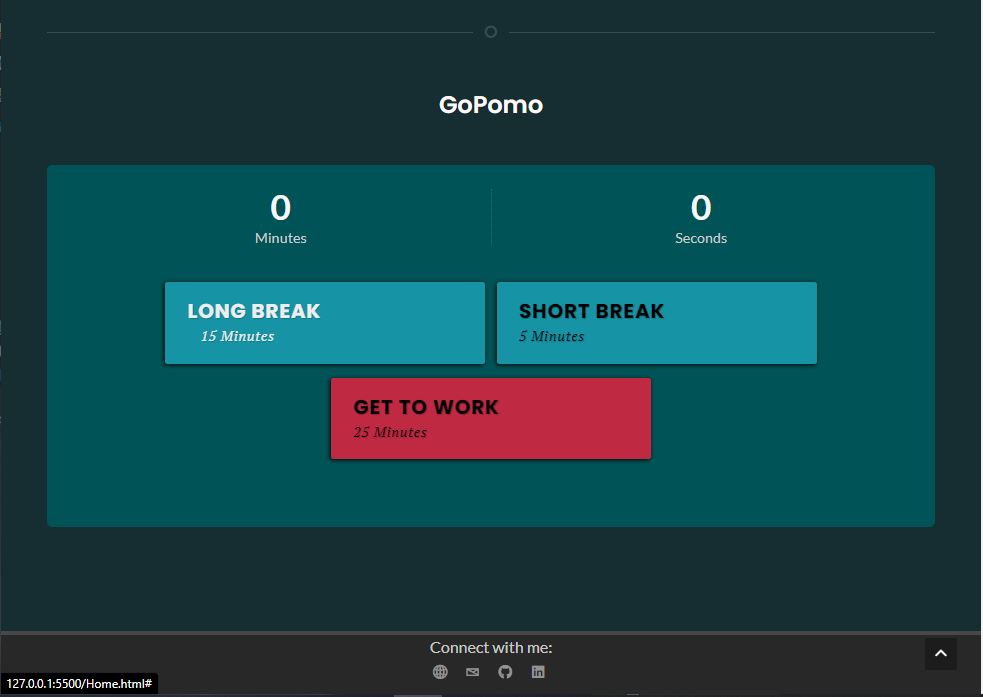 GoPomo
0
Minutes
0
Seconds
LONG BREAK
15 Minutes
SHORT BREAK
5 Minutes
GET TO WORK
25 Minutes
Connect with me:
127.0.0.1:5500/Home.html#